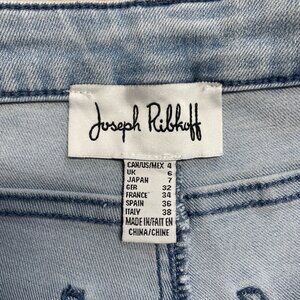 Joseph Ribkoff
CAN/US/MEX 4
UK 6
JAPAN 7
GER 32
FRANCE 34
SPAIN 36
ITALY 38
MADE IN/FAIT EN
CHINA/CHINE